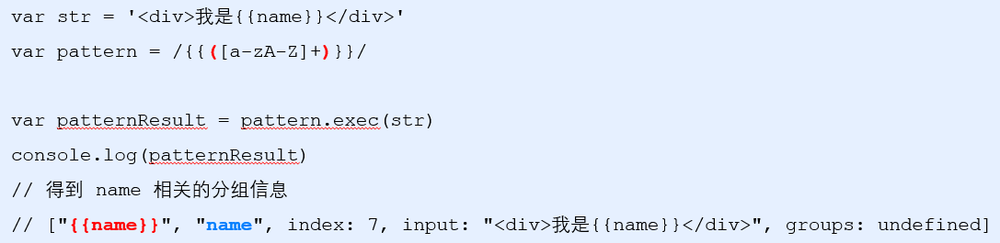 var str = '<div>我是{{name}}</div>'
var pattern = /{{([a-zA-Z]+)}}/
var patternResult = pattern.exec(str)
console.log(patternResult)
// 得到 name 相关的分组信息
// ["{{name}}", "name", index: 7, input: "<div>我是{{name}}</div>", groups: undefined]